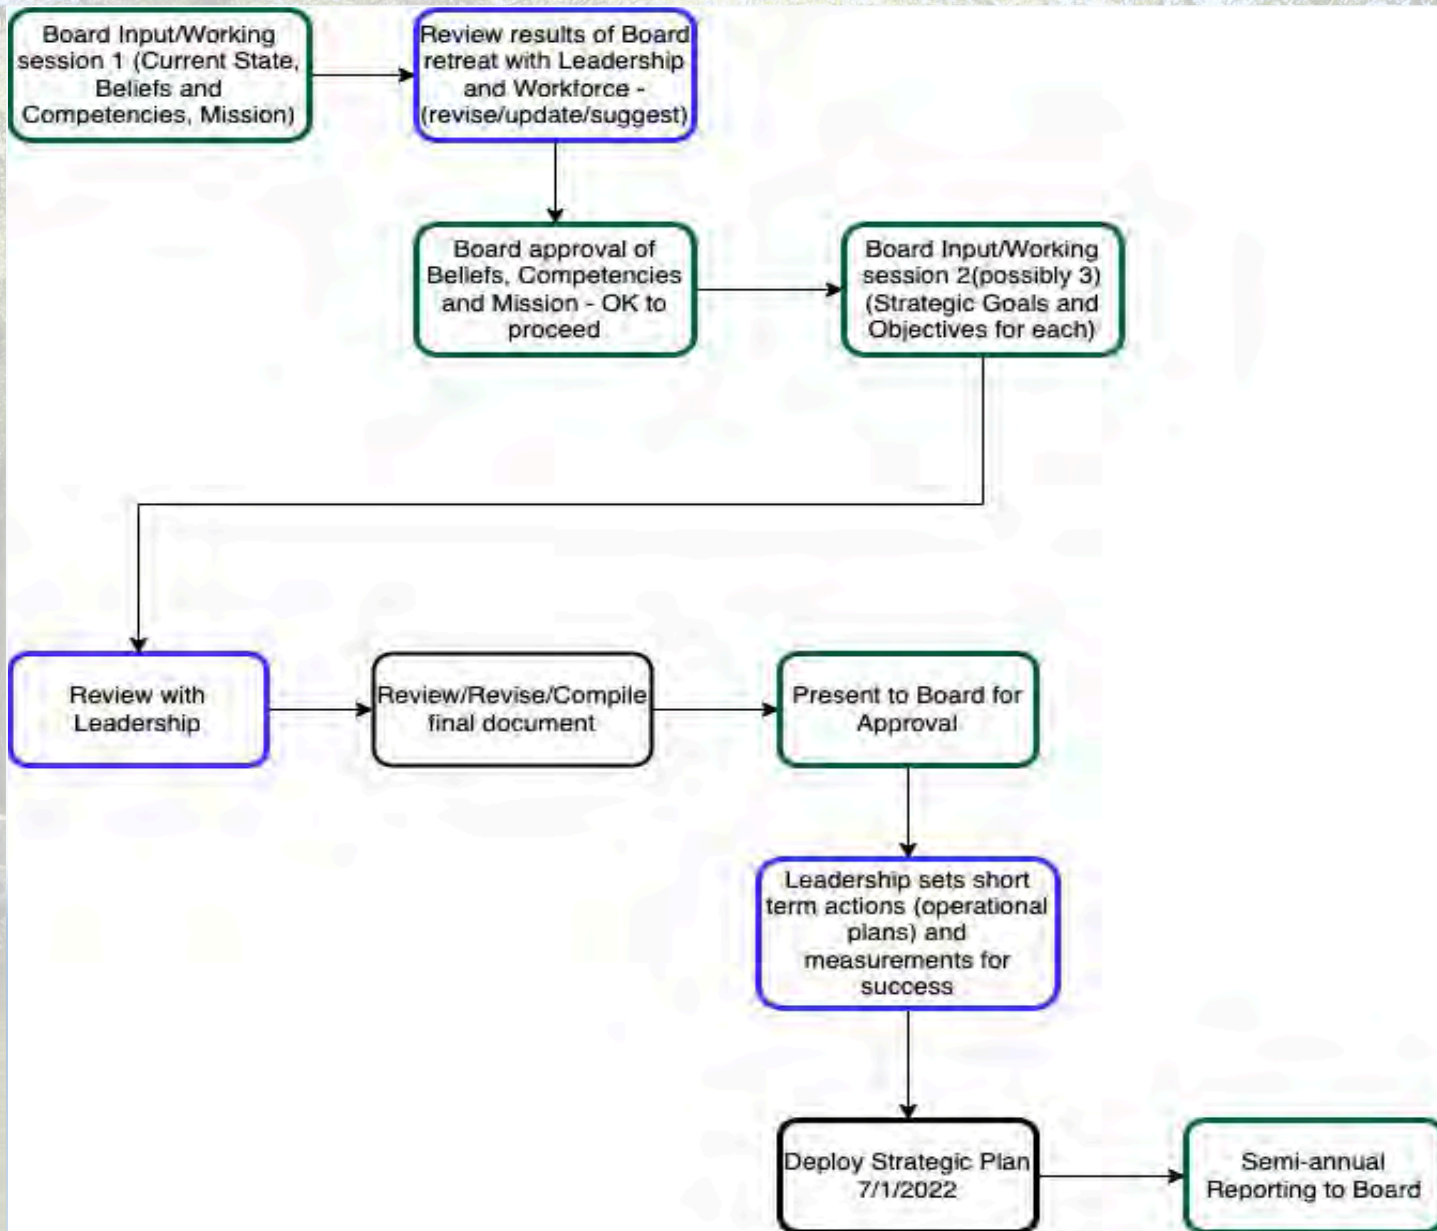 Board Input/Working
session 1 (Current State,
Beliefs and
Competencies, Mission)
Review results of Board
retreat with Leadership
and Workforce -
(revise/update/suggest)
Board approval of
Beliefs, Competencies
and Mission - OK to
proceed
Board Input/Working
session 2(possibly 3)
(Strategic Goals and
Objectives for each)
Review with
Leadership
Review/Revise/Compile
final document
Present to Board for
Approval
Leadership sets short
term actions (operational
plans) and
measurements for
success
Deploy Strategic Plan
7/1/2022
Semi-annual
Reporting to Board